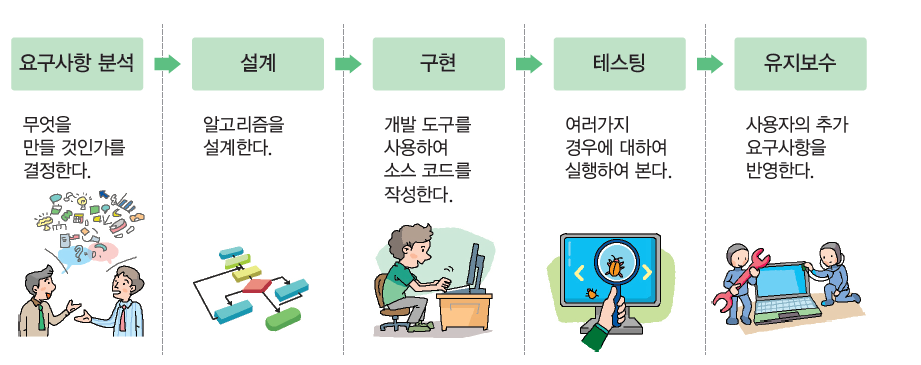 요구사항 분석
설계
구현
테스팅
유지보수
무엇을
만들 것인가를
결정한다.
알고리즘을
설계한다.
개발 도구를
사용하여
소스 코드를
작성한다.
여러가지
경우에 대하여
실행하여 본다.
사용자의 추가
요구사항을
반영한다.